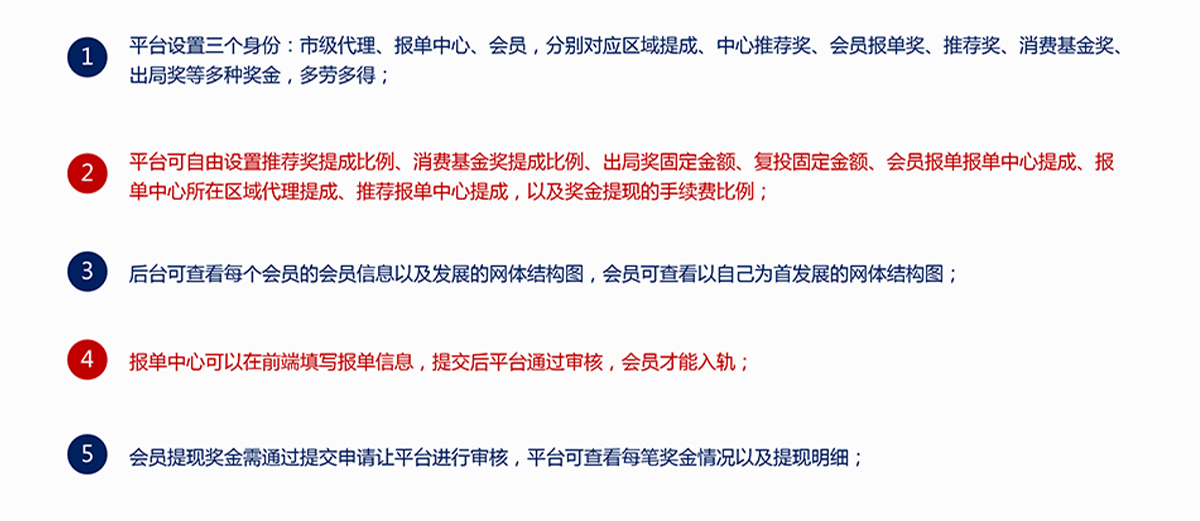 1
平台设置三个身份：市级代理、报单中心、会员，分别对应区域提成、中心推荐奖、会员报单奖、推荐奖、消费基金奖、
出局奖等多种奖金，多劳多得；
2
平台可自由设置推荐奖提成比例、消费基金奖提成比例、出局奖固定金额、复投固定金额、会员报单报单中心提成、报
单中心所在区域代理提成、推荐报单中心提成，以及奖金提现的手续费比例；
3
后台可查看每个会员的会员信息以及发展的网体结构图，会员可查看以自己为首发展的网体结构图；
4
报单中心可以在前端填写报单信息，提交后平台通过审核，会员才能入轨；
5
会员提现奖金需通过提交申请让平台进行审核，平台可查看每笔奖金情况以及提现明细；